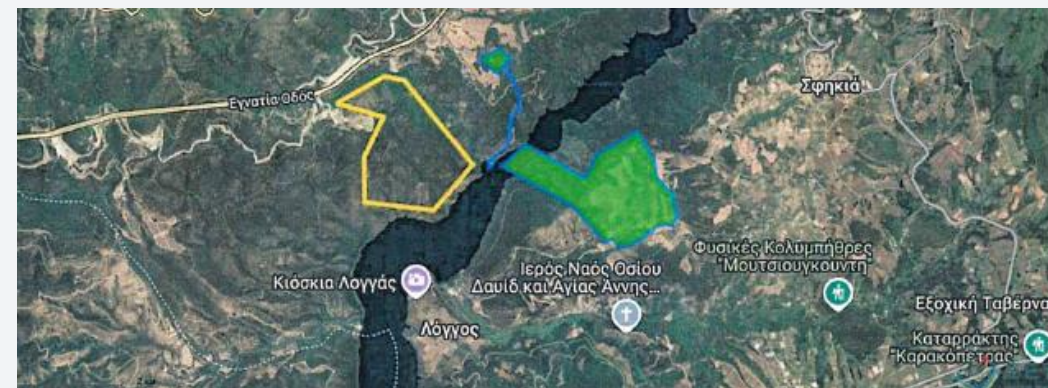 Σφηκιά
Εγνατία Οδός
Φυσικές Κολυμπήθρες
"Μουτσιουγκουντή"
Ιερός Ναός Οσίου
Δαυίδ και Αγίας Άννης...
Κιόσκια Λογγάς
Εξοχική Ταβέρνα
Λόγγος
Καταρράκτης
"Καρακόπετρας"